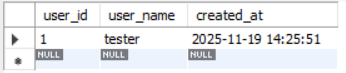 user_id user_name created_at
1 tester 2025-11-19 14:25:51
NULL NULL NULL